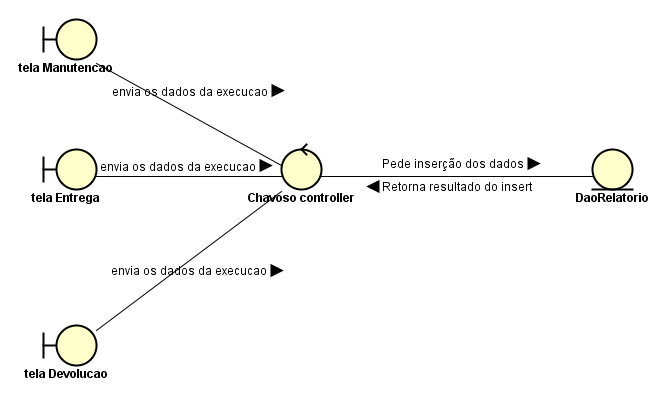 tela Manutencao
envia os dados da execucao
envia os dados da execucao
Pede inserção dos dados
Retorna resultado do insert
tela Entrega
Chavoso controller
DaoRelatorio
envia os dados da execucao
tela Devolucao